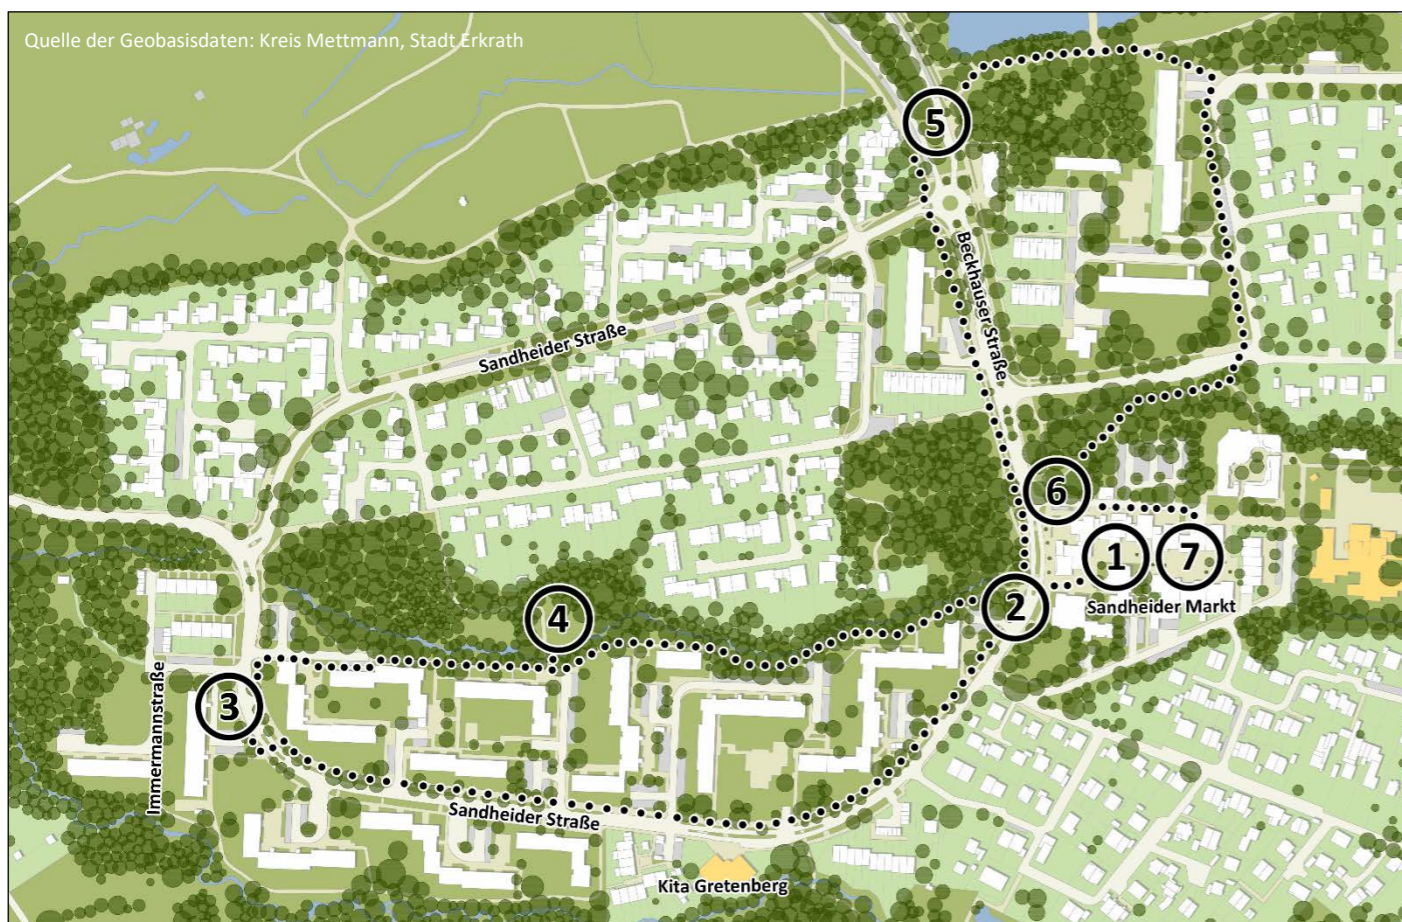 Quelle der Geobasisdaten: Kreis Mettmann, Stadt Erkrath
5
Beckhauser Straße
Sandheider Straße
6
1
7
2
Sandheider Markt
4
3
Immermannstraße
Sandheider Straße
Kita Gretenberg